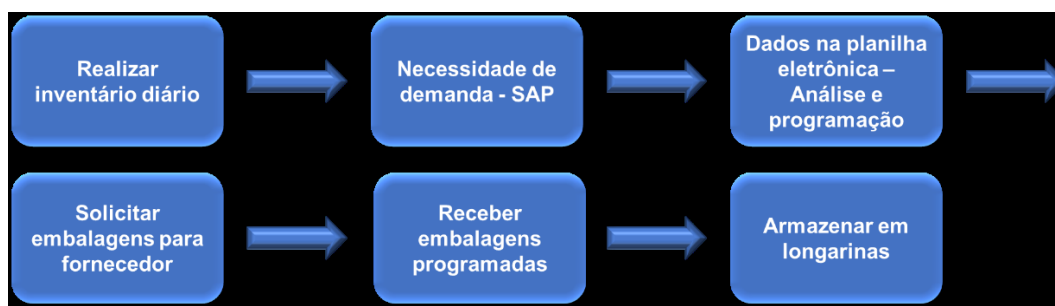 Realizar
inventário diário
Necessidade de
demanda - SAP
Dados na planilha
eletrônica –
Análise e
programação
Solicitar
embalagens para
fornecedor
Receber
embalagens
programadas
Armazenar em
longarinas